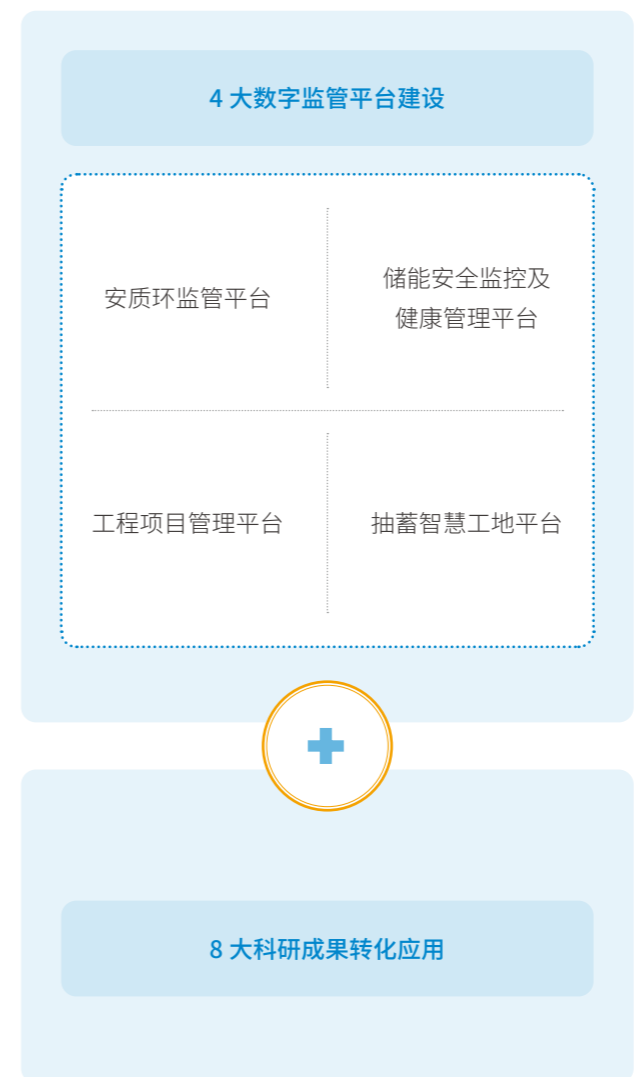 4 大数字监管平台建设
安质环监管平台
储能安全监控及
健康管理平台
工程项目管理平台
抽蓄智慧工地平台
8 大科研成果转化应用